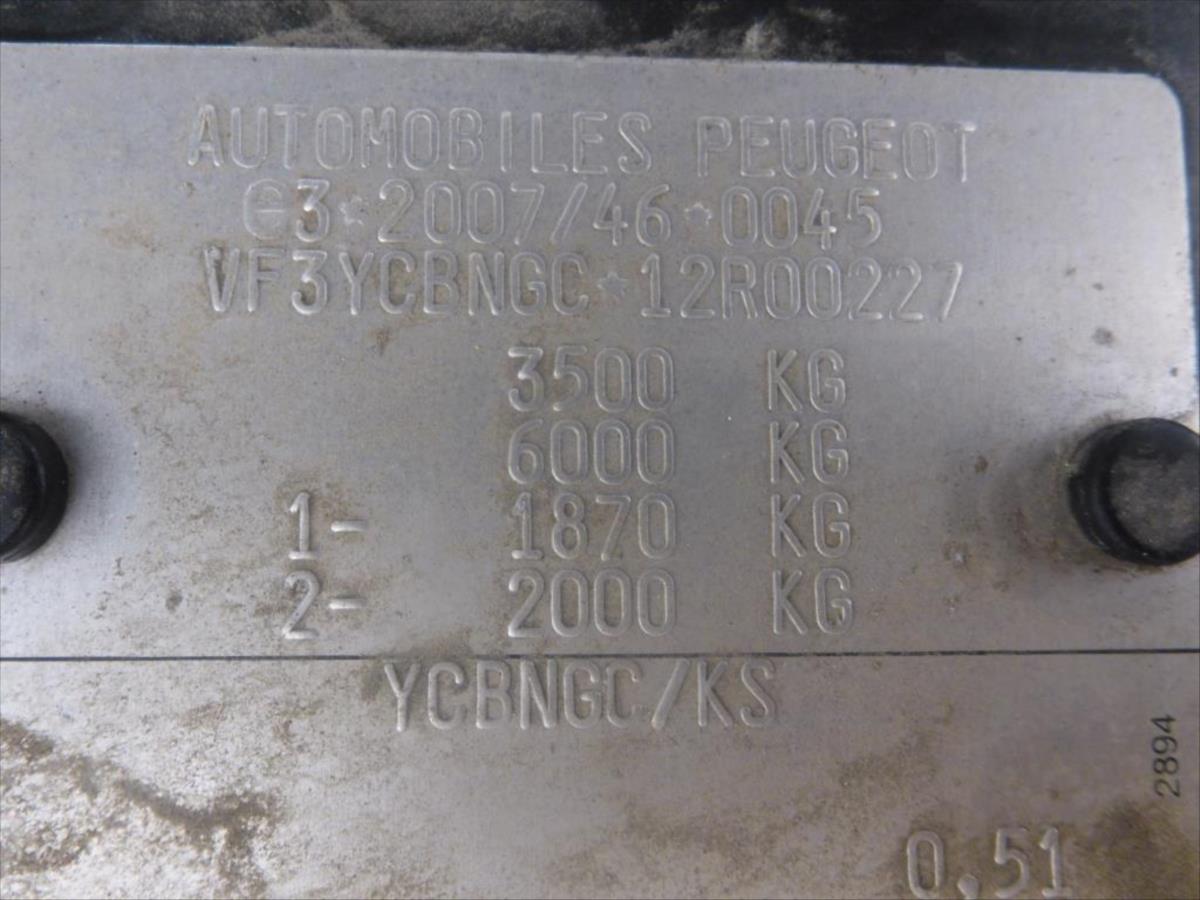 AUTOMOBILES PEUGEOT
e3*2007/46*0045
VF3YCBNGC*12R00227
3500 KG
6000 KG
1- 1870 KG
2- 2000 KG
YCBNGC/KS
2894
0.51